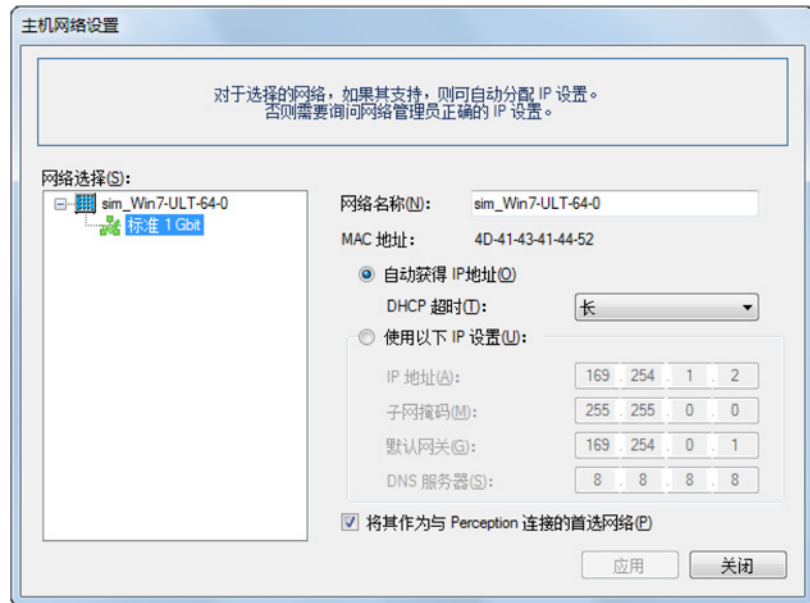 主机网络设置
对于选择的网络，如果其支持，则可自动分配 IP 设置。
否则需要询问网络管理员正确的 IP 设置。
网络选择(S):
sim_Win7-ULT-64-0
标准 1 Gbit
网络名称(N): sim_Win7-ULT-64-0
MAC 地址: 4D-41-43-41-44-52
自动获得 IP地址(O)
DHCP 超时(T): 长
使用以下 IP 设置(U):
IP 地址(A): 169 . 254 . 1 . 2
子网掩码(M): 255 . 255 . 0 . 0
默认网关(G): 169 . 254 . 0 . 1
DNS 服务器(S): 8 . 8 . 8 . 8
将其作为与 Perception 连接的首选网络(P)
应用 关闭